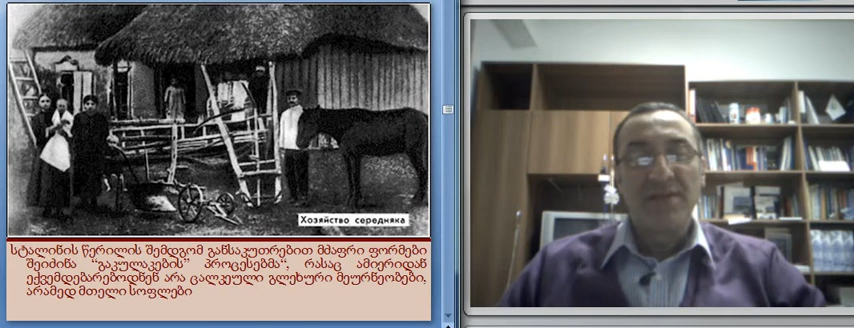 Хозяйство середняка
სტალინის წერილის შემდგომ განსაკუთრებით მძაფრი ფორმები
შეიძინა “გაკულაკების” პროცესებმა“, რასაც ამიერიდან
ექვემდებარებოდნენ არა ცალკეული გლეხური მეურნეობები,
არამედ მთელი სოფლები